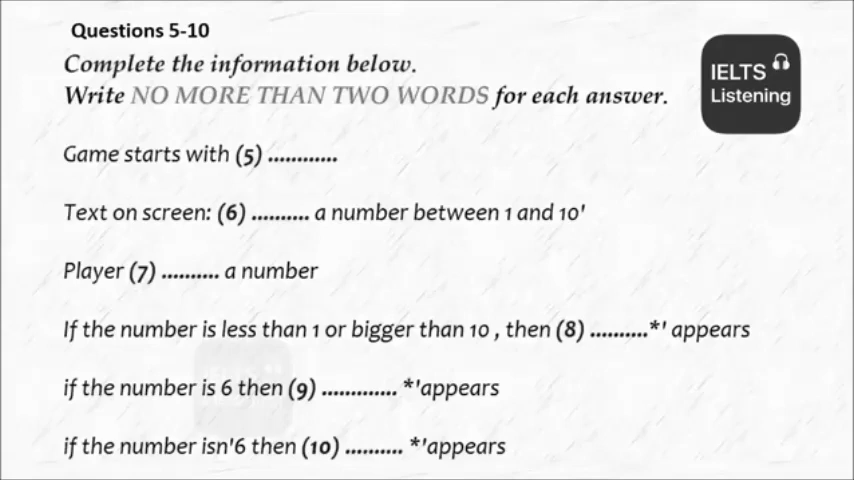 Questions 5-10
Complete the information below.
Write NO MORE THAN TWO WORDS for each answer.
IELTS
Listening
Game starts with (5) ............
Text on screen: (6) .......... a number between 1 and 10'
Player (7) .......... a number
If the number is less than 1 or bigger than 10 , then (8) ..........*' appears
if the number is 6 then (9) ............. *'appears
if the number isn'6 then (10) .......... *'appears